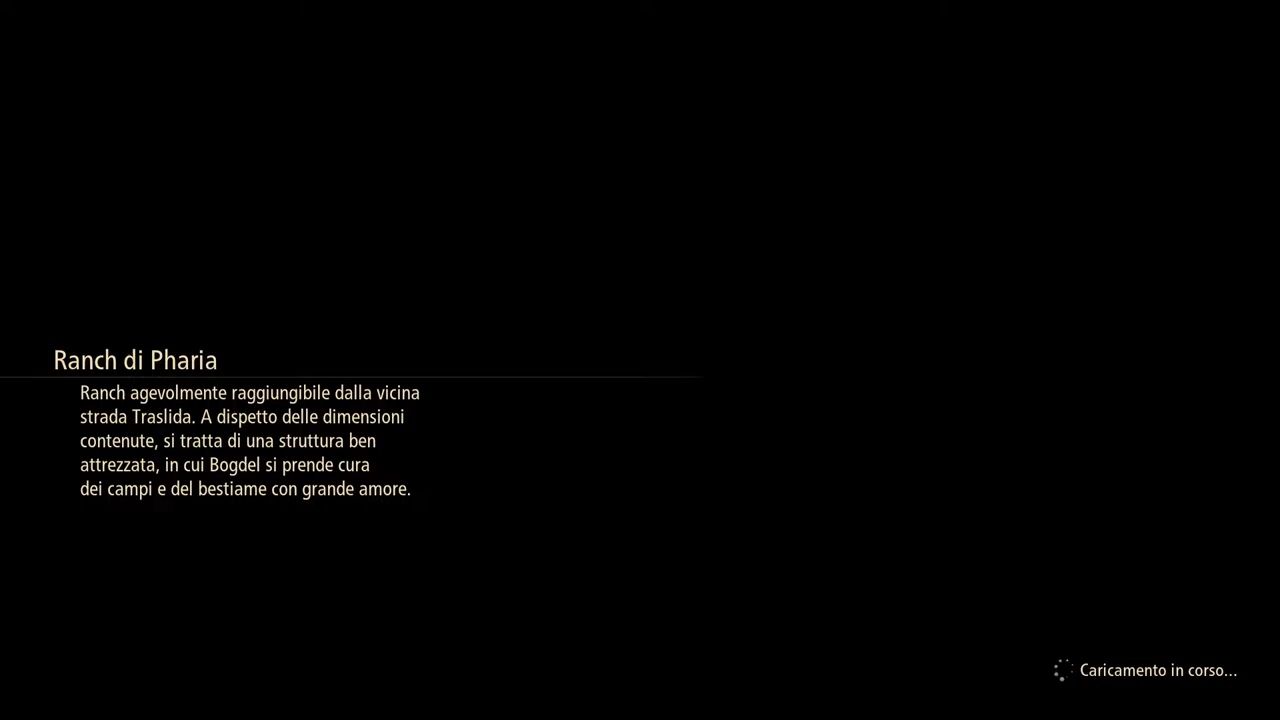 Ranch di Pharia
Ranch agevolmente raggiungibile dalla vicina
strada Traslida. A dispetto delle dimensioni
contenute, si tratta di una struttura ben
attrezzata, in cui Bogdel si prende cura
dei campi e del bestiame con grande amore.
Caricamento in corso...